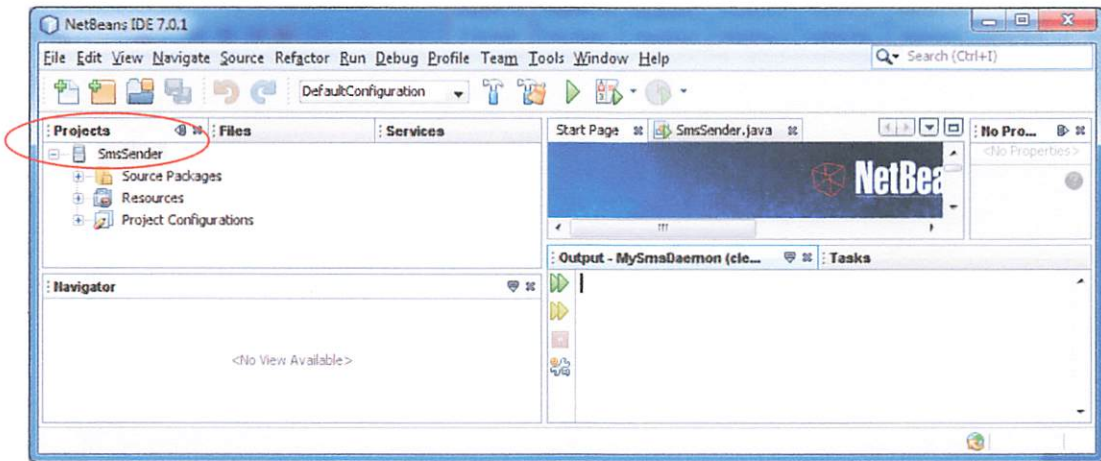 NetBeans IDE 7.0.1
File Edit View Navigate Source Refactor Run Debug Profile Team Tools Window Help
Search (Ctrl+I)
DefaultConfiguration
Projects
Files
Services
Start Page
SmsSender.java
No Pro...
SmsSender
<No Properties>
Source Packages
Resources
Project Configurations
NetBea
Output - MySmsDaemon (cle...
Tasks
Navigator
<No View Available>